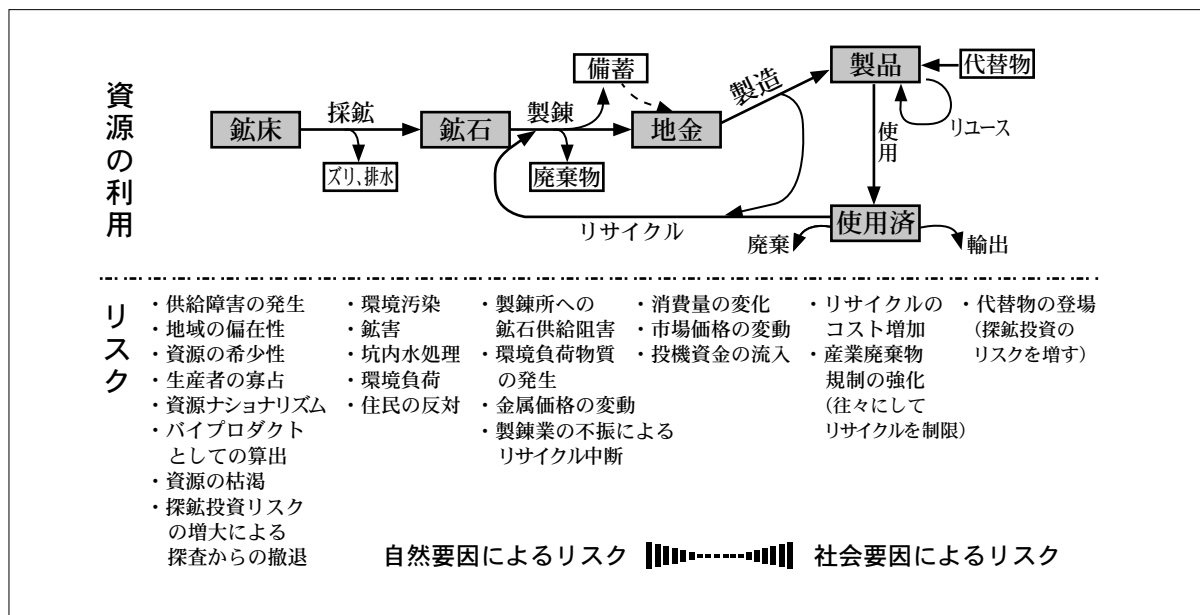 資源の利用
鉱床
採鉱
ズリ、排水
鉱石
製錬
備蓄
廃棄物
地金
製造
製品
代替物
リユース
使用
使用済
リサイクル
廃棄
輸出
リスク
・供給障害の発生
・地域の偏在性
・資源の希少性
・生産者の寡占
・資源ナショナリズム
・バイプロダクト
としての算出
・資源の枯渇
・探鉱投資リスク
の増大による
探査からの撤退
・環境汚染
・鉱害
・坑内水処理
・環境負荷
・住民の反対
・製錬所への
鉱石供給阻害
・環境負荷物質
の発生
・金属価格の変動
・製錬業の不振による
リサイクル中断
・消費量の変化
・市場価格の変動
・投機資金の流入
・リサイクルの
コスト増加
・産業廃棄物
規制の強化
(往々にして
リサイクルを制限)
・代替物の登場
(探鉱投資の
リスクを増す)
自然要因によるリスク
社会要因によるリスク